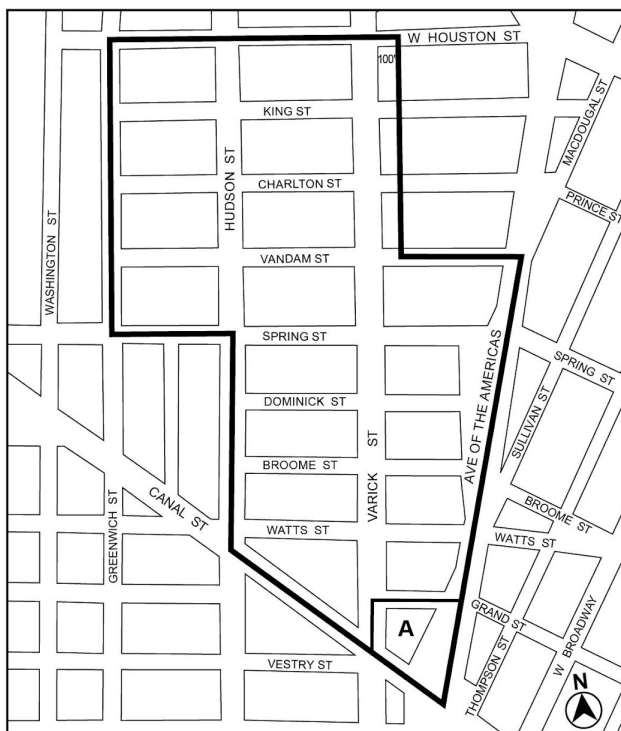 W HOUSTON ST
100'
KING ST
MACDOUGAL ST
HUDSON ST
CHARLTON ST
PRINCE ST
WASHINGTON ST
VANDAM ST
SPRING ST
AVE OF THE AMERICAS
SPRING ST
SULLIVAN ST
DOMINICK ST
VARICK ST
BROOME ST
CANAL ST
GREENWICH ST
BROOME ST
WATTS ST
WATTS ST
GRAND ST
W BROADWAY
A
THOMPSON ST
VESTRY ST
N